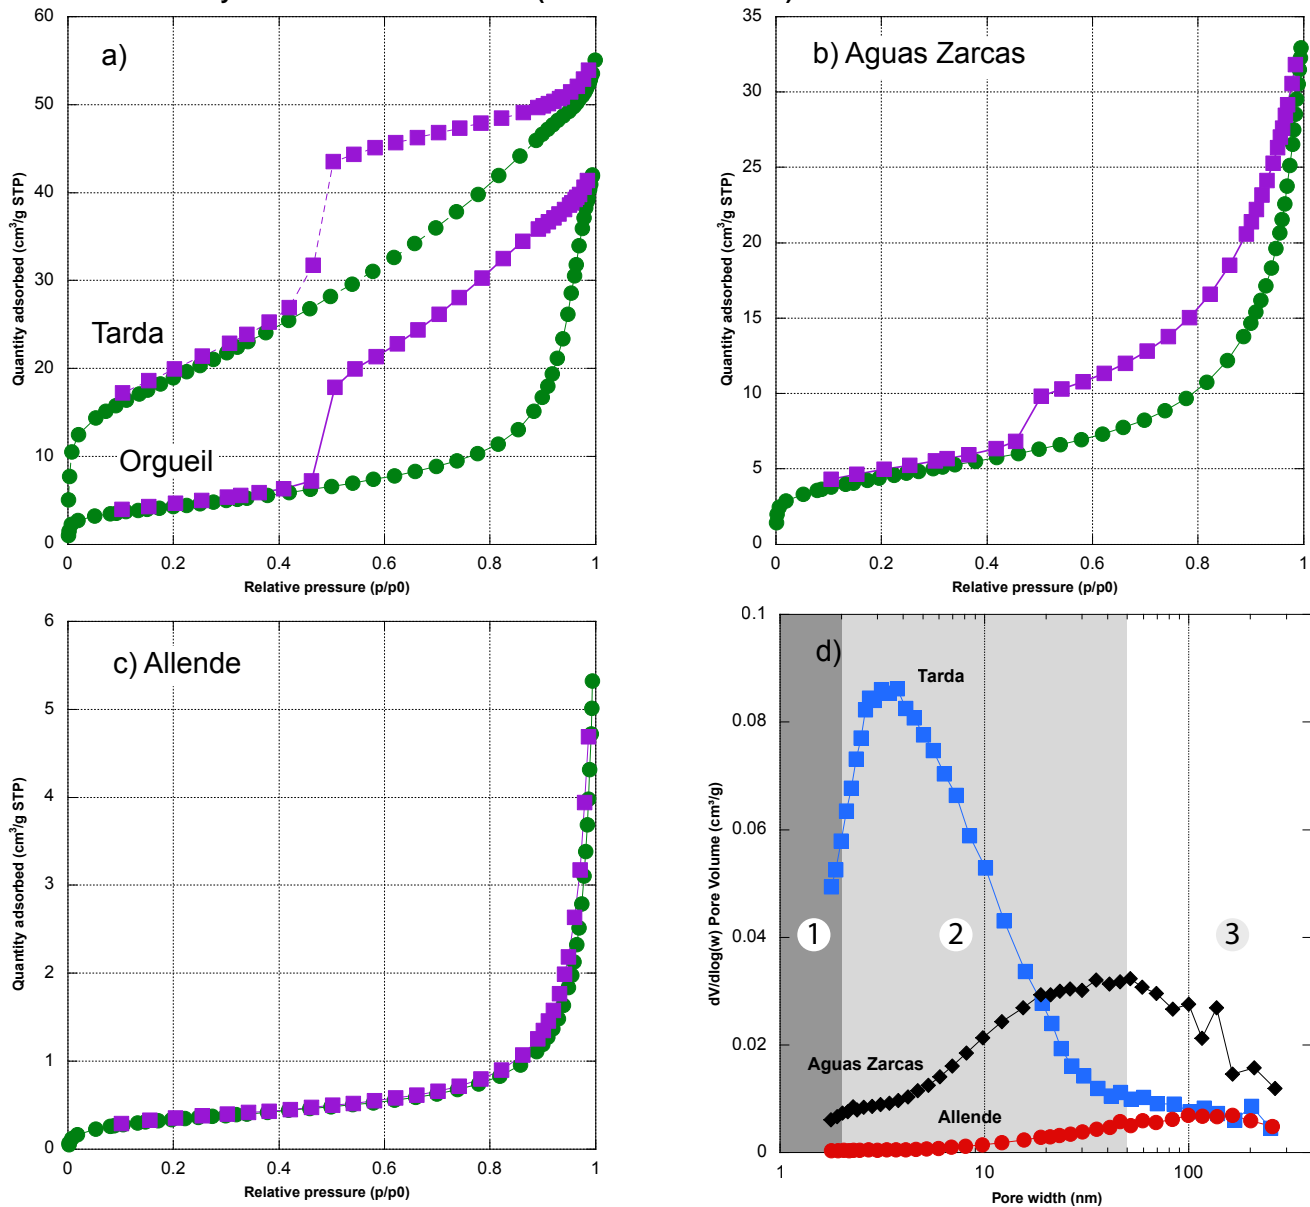 a)
Tarda
Orgueil
60
50
40
30
20
10
0
Quantity adsorbed (cm³/g STP)
0 0.2 0.4 0.6 0.8 1
Relative pressure (p/p0)
b) Aguas Zarcas
35
30
25
20
15
10
5
0
Quantity adsorbed (cm³/g STP)
0 0.2 0.4 0.6 0.8 1
Relative pressure (p/p0)
c) Allende
6
5
4
3
2
1
0
Quantity adsorbed (cm³/g STP)
0 0.2 0.4 0.6 0.8 1
Relative pressure (p/p0)
d)
Tarda
1 2 3
Aguas Zarcas
Allende
0.1
0.08
0.06
0.04
0.02
0
dV/dlog(w) Pore Volume (cm³/g)
1 10 100
Pore width (nm)